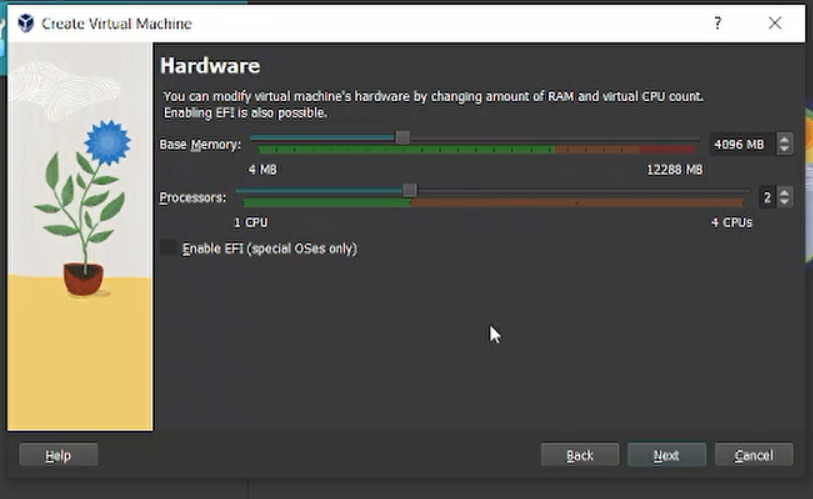 Create Virtual Machine
?
Hardware
You can modify virtual machine's hardware by changing amount of RAM and virtual CPU count.
Enabling EFI is also possible.
Base Memory:
4096 MB
4 MB
12288 MB
Processors:
2
1 CPU
4 CPUs
Enable EFI (special OSes only)
Help
Back
Next
Cancel